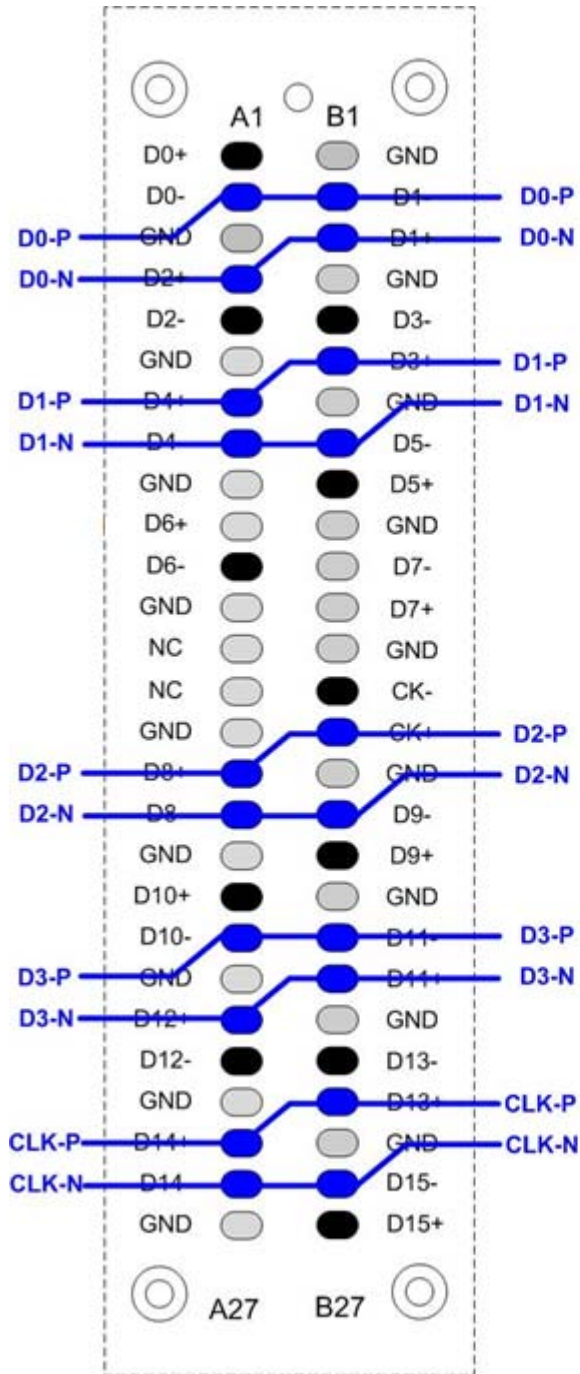 A1 B1
D0+ GND
D0- D1- D0-P
D0-P GND D1+ D0-N
D0-N D2+ GND
D2- D3-
GND D3+ D1-P
D1-P D4+ GND D1-N
D1-N D4- D5-
GND D5+
D6+ GND
D6- D7-
GND D7+
NC GND
NC CK-
GND CK+ D2-P
D2-P D8+ GND D2-N
D2-N D8- D9-
GND D9+
D10+ GND
D10- D11- D3-P
D3-P GND D11+ D3-N
D3-N D12+ GND
D12- D13-
GND D13+ CLK-P
CLK-P D14+ GND CLK-N
CLK-N D14- D15-
GND D15+
A27 B27